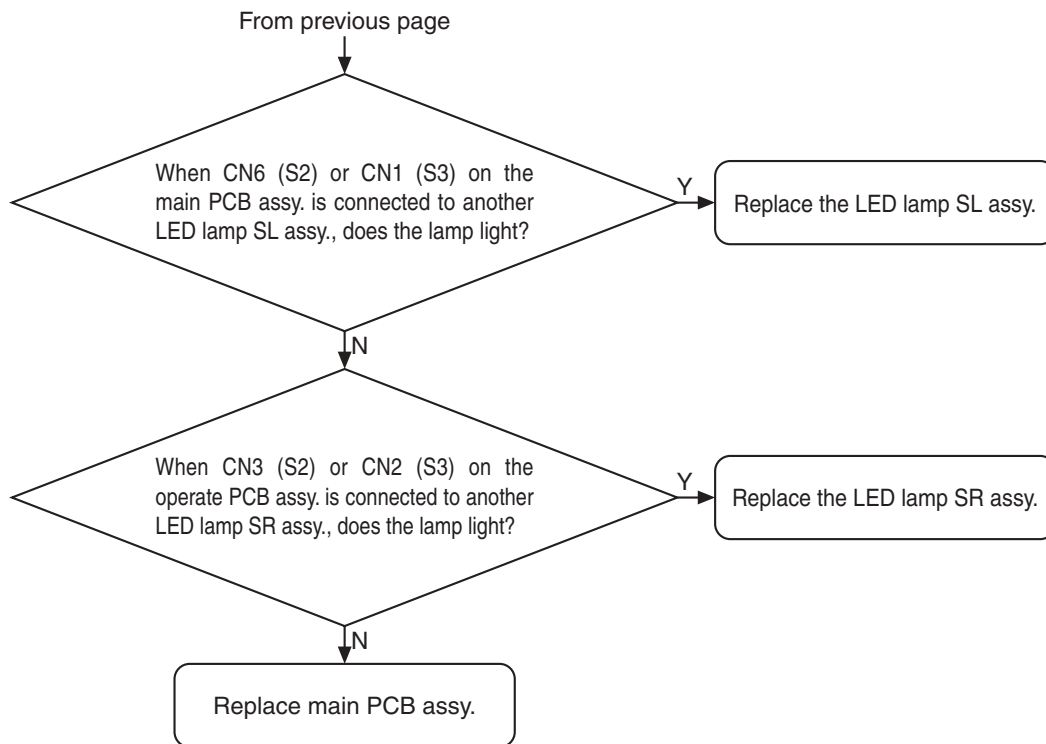 From previous page
When CN6 (S2) or CN1 (S3) on the
main PCB assy. is connected to another
LED lamp SL assy., does the lamp light?
Y
Replace the LED lamp SL assy.
N
When CN3 (S2) or CN2 (S3) on the
operate PCB assy. is connected to another
LED lamp SR assy., does the lamp light?
Y
Replace the LED lamp SR assy.
N
Replace main PCB assy.